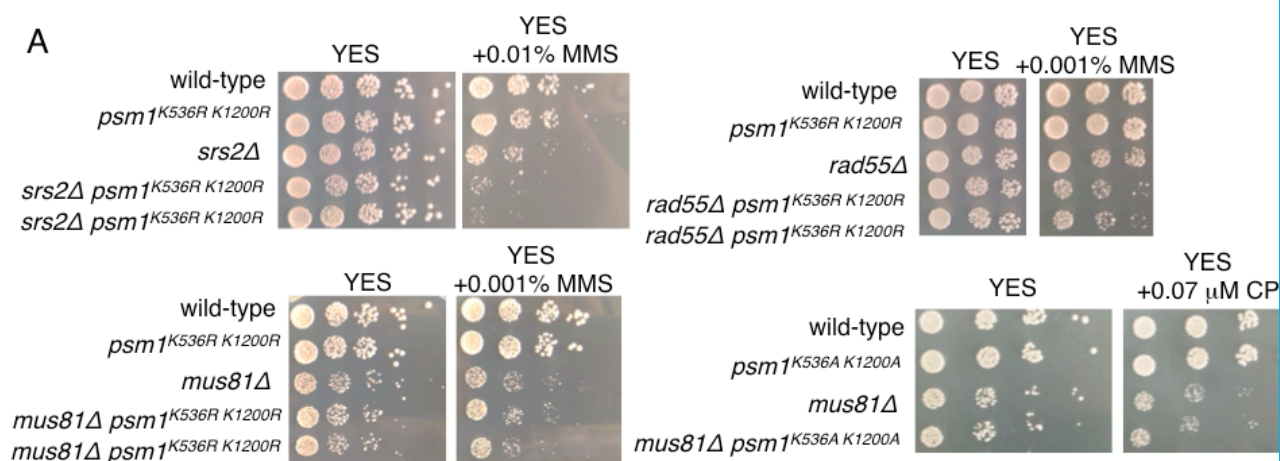 A
YES
YES
+0.01% MMS
wild-type
psm1K536R K1200R
srs2Δ
srs2Δ psm1K536R K1200R
srs2Δ psm1K536R K1200R
YES
YES
+0.001% MMS
wild-type
psm1K536R K1200R
rad55Δ
rad55Δ psm1K536R K1200R
rad55Δ psm1K536R K1200R
YES
YES
+0.001% MMS
wild-type
psm1K536R K1200R
mus81Δ
mus81Δ psm1K536R K1200R
mus81Δ psm1K536R K1200R
YES
YES
+0.07 μM CP
wild-type
psm1K536A K1200A
mus81Δ
mus81Δ psm1K536A K1200A